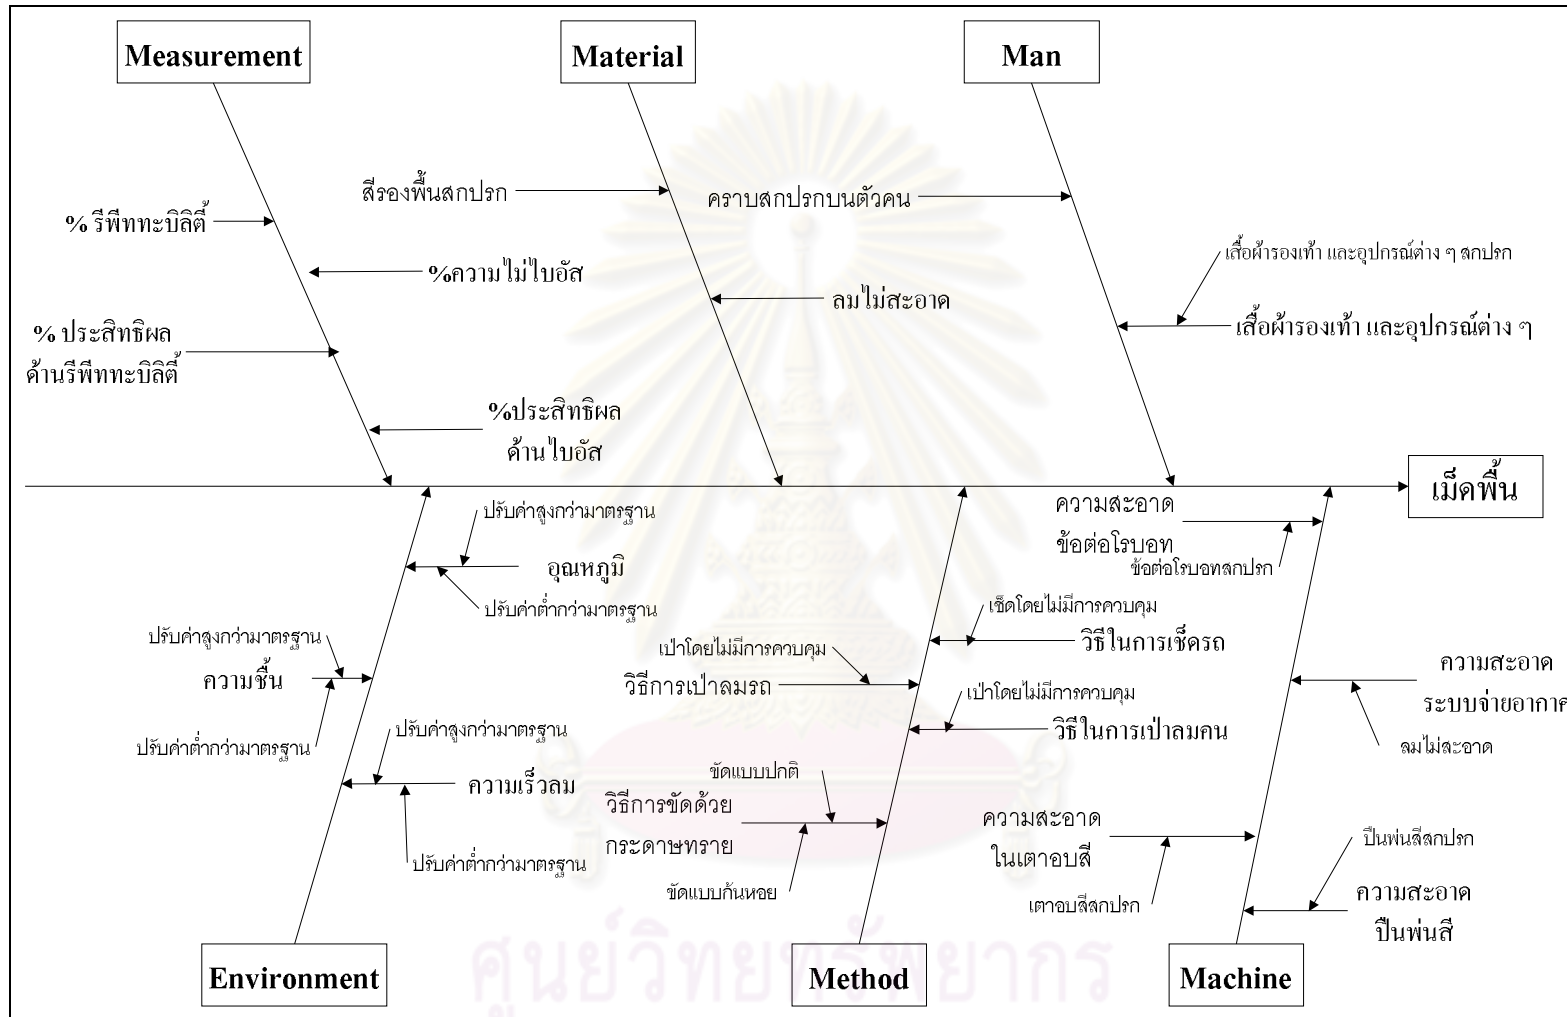 Measurement
Material
Man
สีรองพื้นสกปรก
คราบสกปรกบนตัวคน
% รีพีททะบิลิตี้
เสื้อผ้ารองเท้า และอุปกรณ์ต่าง ๆ สกปรก
%ความไม่ไบอัส
ลมไม่สะอาด
เสื้อผ้ารองเท้า และอุปกรณ์ต่าง ๆ
% ประสิทธิผล
ด้านรีพีททะบิลิตี้
%ประสิทธิผล
ด้านไบอัส
เม็ดพื้น
ปรับค่าสูงกว่ามาตรฐาน
ความสะอาด
ข้อต่อโรบอท
อุณหภูมิ
ข้อต่อโรบอทสกปรก
ปรับค่าต่ำกว่ามาตรฐาน
เช็ดโดยไม่มีการควบคุม
ปรับค่าสูงกว่ามาตรฐาน
เป่าโดยไม่มีการควบคุม
วิธีในการเช็ดรถ
ความชื้น
วิธีการเป่าลมรถ
ความสะอาด
ระบบจ่ายอากาศ
เป่าโดยไม่มีการควบคุม
ปรับค่าต่ำกว่ามาตรฐาน
ปรับค่าสูงกว่ามาตรฐาน
วิธีในการเป่าลมคน
ลมไม่สะอาด
ความเร็วลม
ขัดแบบปกติ
วิธีการขัดด้วย
กระดาษทราย
ความสะอาด
ในเตาอบสี
ปืนพ่นสีสกปรก
ปรับค่าต่ำกว่ามาตรฐาน
ขัดแบบก้นหอย
เตาอบสีสกปรก
ความสะอาด
ปืนพ่นสี
Environment
Method
Machine
ศูนย์วิทยทรัพยากร